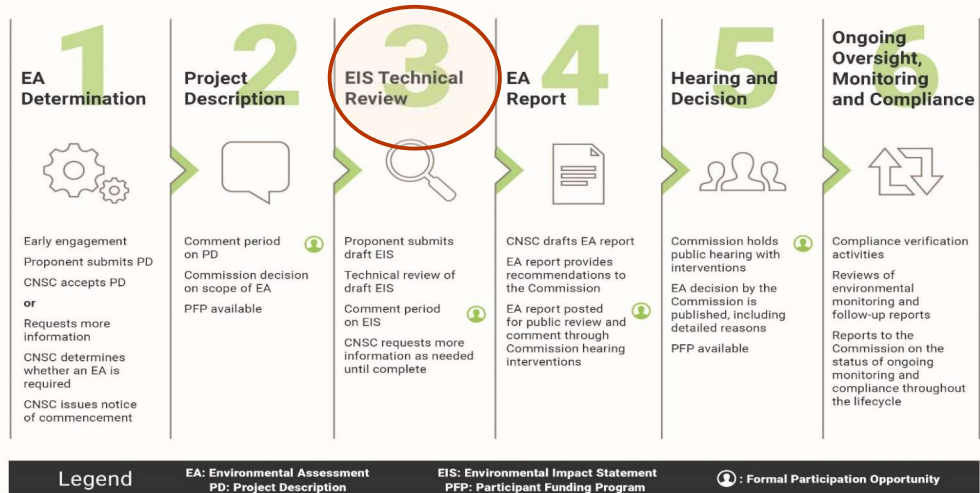 1
EA
Determination
Early engagement
Proponent submits PD
CNSC accepts PD
or
Requests more
information
CNSC determines
whether an EA is
required
CNSC issues notice
of commencement
2
Project
Description
Comment period
on PD
Commission decision
on scope of EA
PFP available
3
EIS Technical
Review
Proponent submits
draft EIS
Technical review of
draft EIS
Comment period
on EIS
CNSC requests more
information as needed
until complete
4
EA
Report
CNSC drafts EA report
EA report provides
recommendations to
the Commission
EA report posted
for public review and
comment through
Commission hearing
interventions
5
Hearing and
Decision
Commission holds
public hearing with
interventions
EA decision by the
Commission is
published, including
detailed reasons
PFP available
6
Ongoing
Oversight,
Monitoring
and Compliance
Compliance verification
activities
Reviews of
environmental
monitoring and
follow-up reports
Reports to the
Commission on the
status of ongoing
monitoring and
compliance throughout
the lifecycle
Legend
EA: Environmental Assessment
PD: Project Description
EIS: Environmental Impact Statement
PFP: Participant Funding Program
: Formal Participation Opportunity